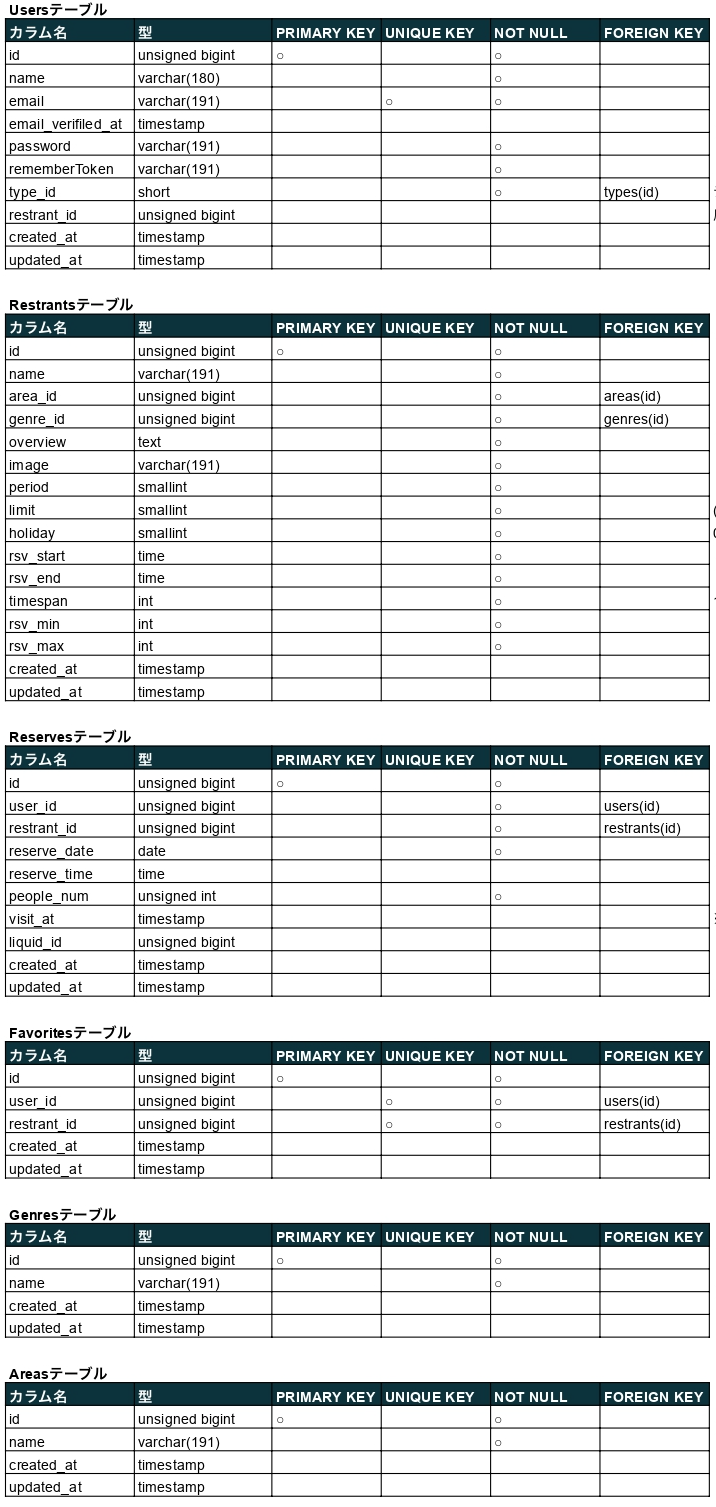 Usersテーブル
カラム名 型 PRIMARY KEY UNIQUE KEY NOT NULL FOREIGN KEY
id unsigned bigint ○ ○
name varchar(180) ○
email varchar(191) ○ ○
email_verifiled_at timestamp
password varchar(191) ○
rememberToken varchar(191) ○
type_id short ○ types(id)
restrant_id unsigned bigint
created_at timestamp
updated_at timestamp
Restrantsテーブル
カラム名 型 PRIMARY KEY UNIQUE KEY NOT NULL FOREIGN KEY
id unsigned bigint ○ ○
name varchar(191) ○
area_id unsigned bigint ○ areas(id)
genre_id unsigned bigint ○ genres(id)
overview text ○
image varchar(191) ○
period smallint ○
limit smallint ○
holiday smallint ○
rsv_start time ○
rsv_end time ○
timespan int ○
rsv_min int ○
rsv_max int ○
created_at timestamp
updated_at timestamp
Reservesテーブル
カラム名 型 PRIMARY KEY UNIQUE KEY NOT NULL FOREIGN KEY
id unsigned bigint ○ ○
user_id unsigned bigint ○ users(id)
restrant_id unsigned bigint ○ restrants(id)
reserve_date date ○
reserve_time time
people_num unsigned int ○
visit_at timestamp
liquid_id unsigned bigint
created_at timestamp
updated_at timestamp
Favoritesテーブル
カラム名 型 PRIMARY KEY UNIQUE KEY NOT NULL FOREIGN KEY
id unsigned bigint ○ ○
user_id unsigned bigint ○ ○ users(id)
restrant_id unsigned bigint ○ ○ restrants(id)
created_at timestamp
updated_at timestamp
Genresテーブル
カラム名 型 PRIMARY KEY UNIQUE KEY NOT NULL FOREIGN KEY
id unsigned bigint ○ ○
name varchar(191) ○
created_at timestamp
updated_at timestamp
Areasテーブル
カラム名 型 PRIMARY KEY UNIQUE KEY NOT NULL FOREIGN KEY
id unsigned bigint ○ ○
name varchar(191) ○
created_at timestamp
updated_at timestamp